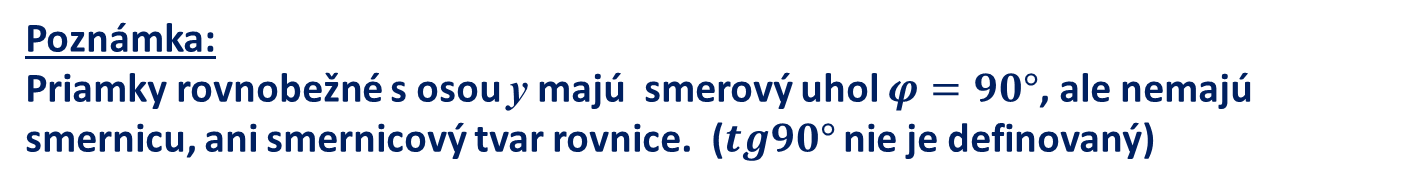 Poznámka:
Priamky rovnobežné s osou y majú smerový uhol φ = 90°, ale nemajú
smernicu, ani smernicový tvar rovnice. (tg90° nie je definovaný)